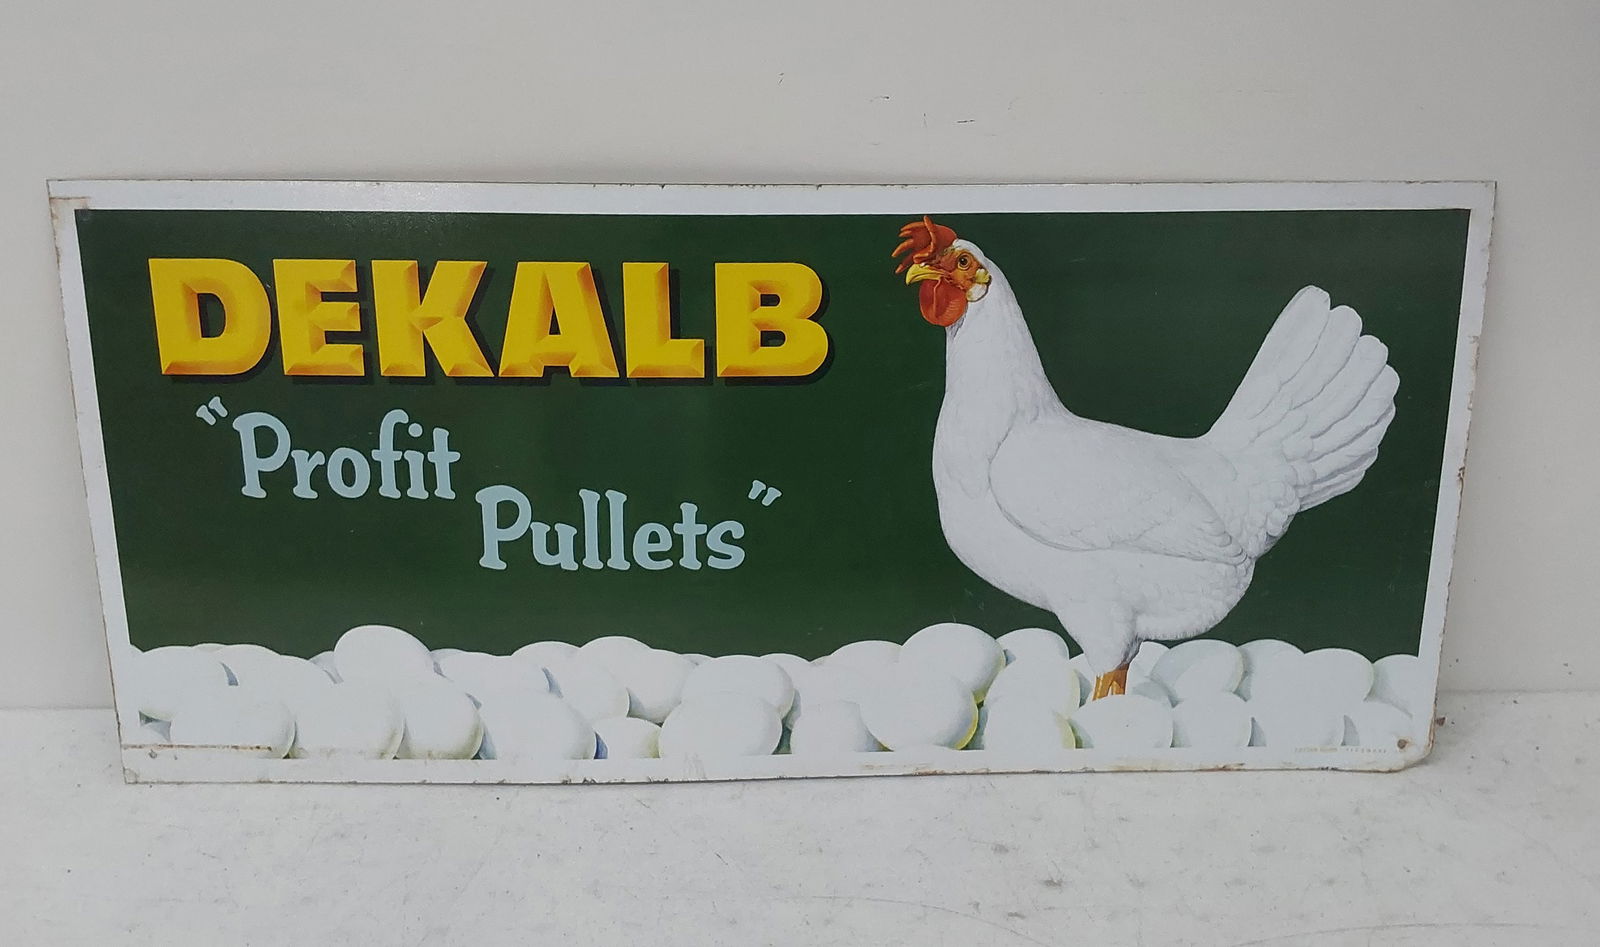 DEKALB
"Profit
Pullets"